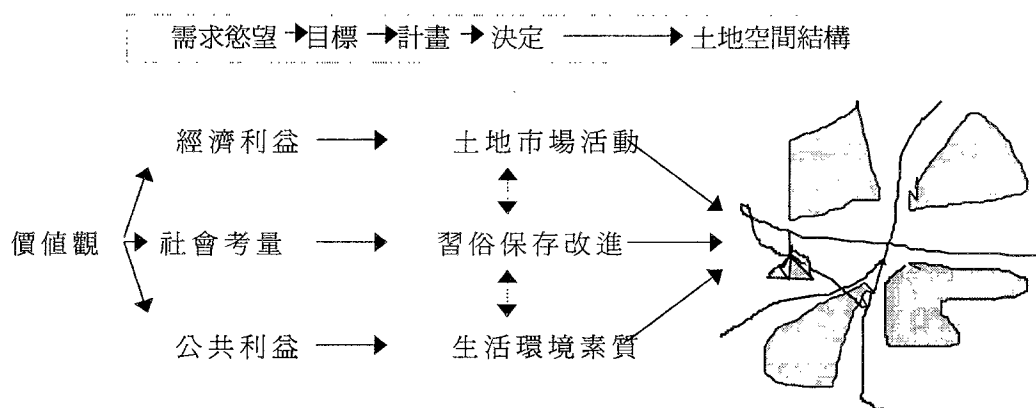 需求慾望 → 目標 → 計畫 → 決定 → 土地空間結構
經濟利益 → 土地市場活動
價值觀 社會考量 → 習俗保存改進
公共利益 → 生活環境素質